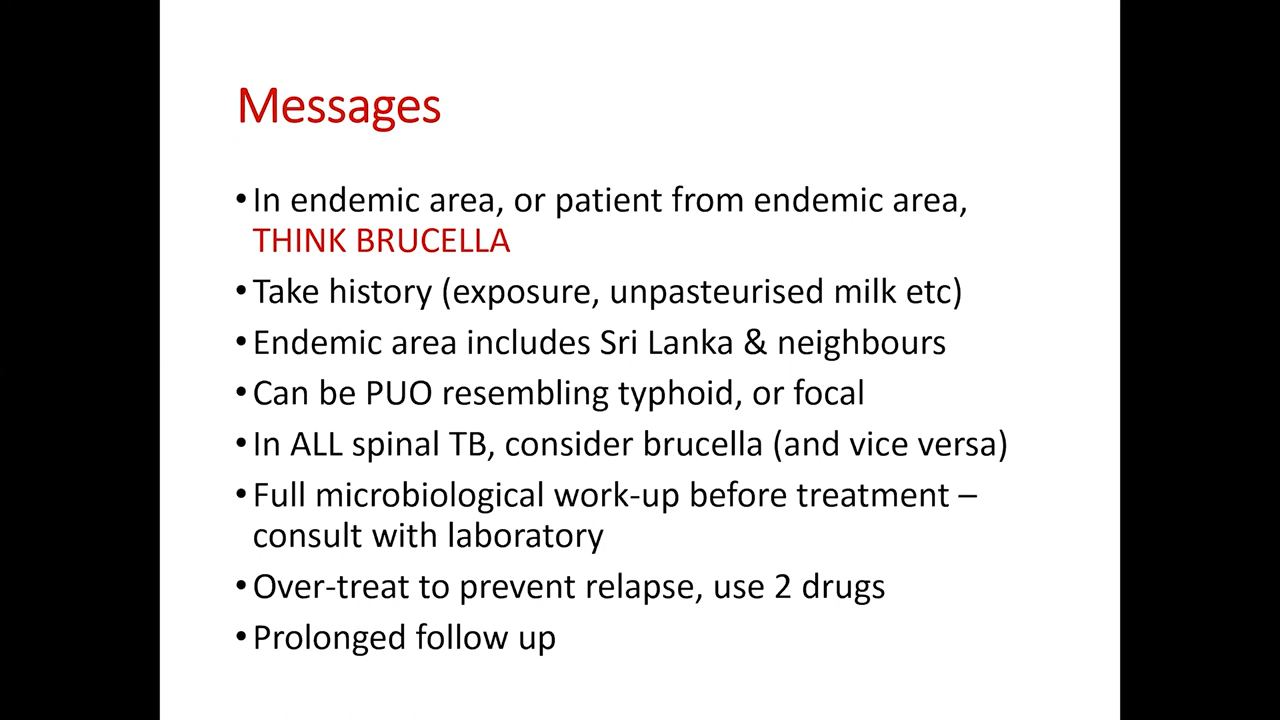 Messages
•In endemic area, or patient from endemic area,
THINK BRUCELLA
•Take history (exposure, unpasteurised milk etc)
•Endemic area includes Sri Lanka & neighbours
•Can be PUO resembling typhoid, or focal
•In ALL spinal TB, consider brucella (and vice versa)
•Full microbiological work-up before treatment –
consult with laboratory
•Over-treat to prevent relapse, use 2 drugs
•Prolonged follow up